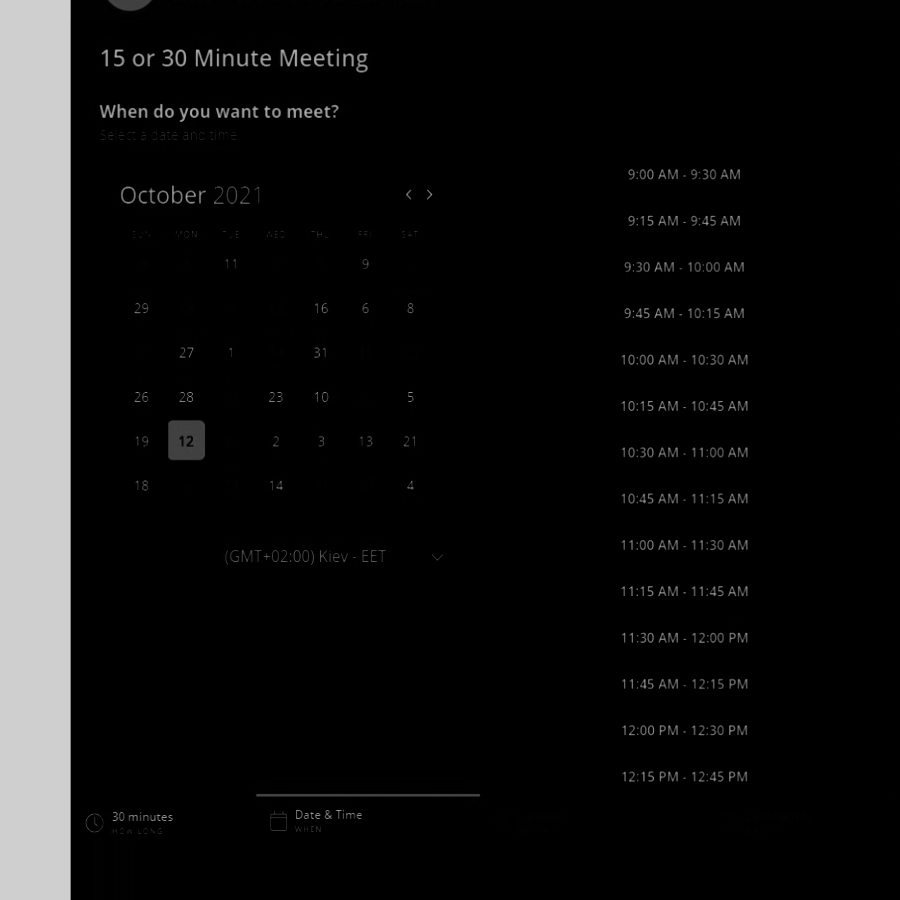 15 or 30 Minute Meeting
When do you want to meet?
Select a date and time
October 2021
SUN MON TUE WED THU FRI SAT
11 9
29 16 6 8
27 1 31
26 28 23 10 5
19 12 2 3 13 21
18 14 4
(GMT+02:00) Kiev - EET
9:00 AM - 9:30 AM
9:15 AM - 9:45 AM
9:30 AM - 10:00 AM
9:45 AM - 10:15 AM
10:00 AM - 10:30 AM
10:15 AM - 10:45 AM
10:30 AM - 11:00 AM
10:45 AM - 11:15 AM
11:00 AM - 11:30 AM
11:15 AM - 11:45 AM
11:30 AM - 12:00 PM
11:45 AM - 12:15 PM
12:00 PM - 12:30 PM
12:15 PM - 12:45 PM
30 minutes
HOW LONG
Date & Time
WHEN